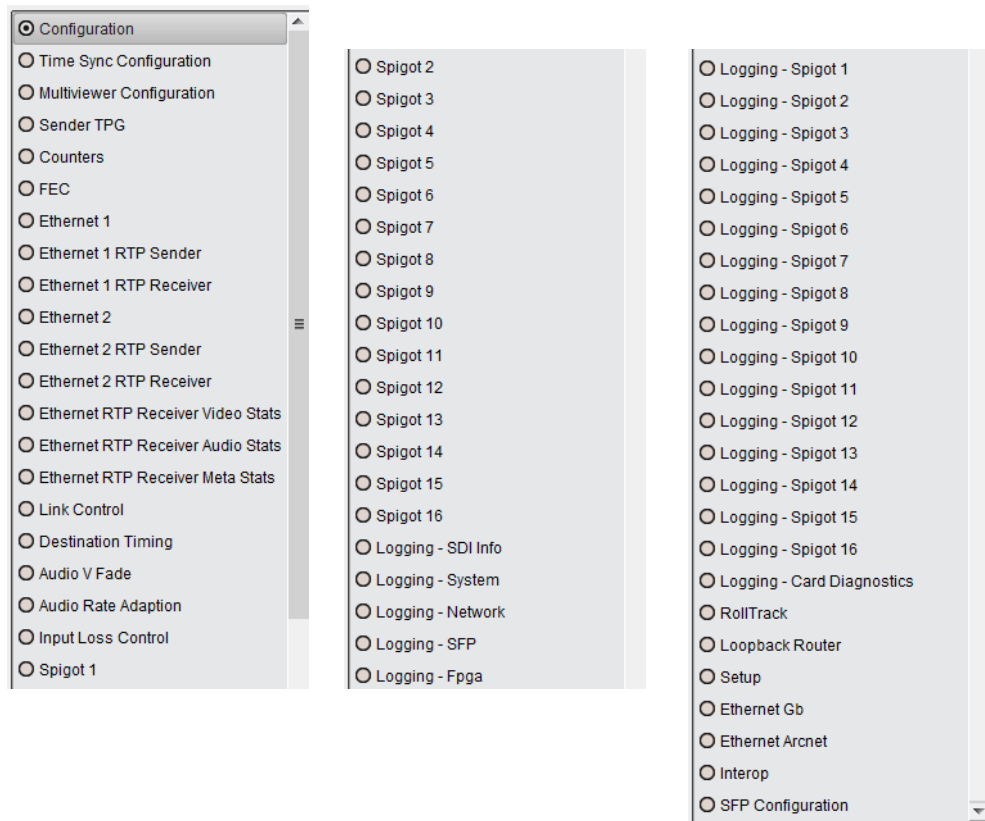 Configuration
Time Sync Configuration
Multiviewer Configuration
Sender TPG
Counters
FEC
Ethernet 1
Ethernet 1 RTP Sender
Ethernet 1 RTP Receiver
Ethernet 2
Ethernet 2 RTP Sender
Ethernet 2 RTP Receiver
Ethernet RTP Receiver Video Stats
Ethernet RTP Receiver Audio Stats
Ethernet RTP Receiver Meta Stats
Link Control
Destination Timing
Audio V Fade
Audio Rate Adaption
Input Loss Control
Spigot 1
Spigot 2
Spigot 3
Spigot 4
Spigot 5
Spigot 6
Spigot 7
Spigot 8
Spigot 9
Spigot 10
Spigot 11
Spigot 12
Spigot 13
Spigot 14
Spigot 15
Spigot 16
Logging - SDI Info
Logging - System
Logging - Network
Logging - SFP
Logging - Fpga
Logging - Spigot 1
Logging - Spigot 2
Logging - Spigot 3
Logging - Spigot 4
Logging - Spigot 5
Logging - Spigot 6
Logging - Spigot 7
Logging - Spigot 8
Logging - Spigot 9
Logging - Spigot 10
Logging - Spigot 11
Logging - Spigot 12
Logging - Spigot 13
Logging - Spigot 14
Logging - Spigot 15
Logging - Spigot 16
Logging - Card Diagnostics
RollTrack
Loopback Router
Setup
Ethernet Gb
Ethernet Arcnet
Interop
SFP Configuration